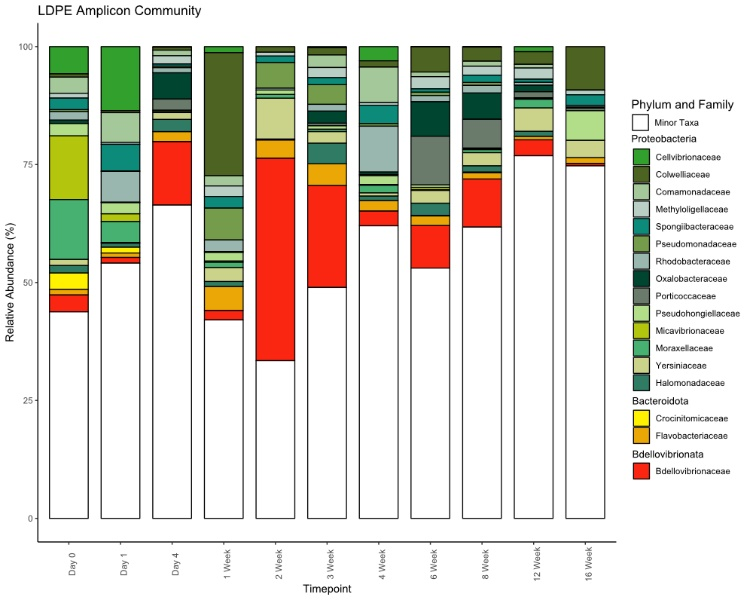 LDPE Amplicon Community
Relative Abundance (%)
100
75
50
25
0
Day 0
Day 1
Day 4
1 Week
2 Week
3 Week
4 Week
6 Week
8 Week
12 Week
16 Week
Timepoint
Phylum and Family
Minor Taxa
Proteobacteria
Cellvibrionaceae
Colwelliaceae
Comamonadaceae
Methyloligellaceae
Spongiibacteraceae
Pseudomonadaceae
Rhodobacteraceae
Oxalobacteraceae
Porticoccaceae
Pseudohongiellaceae
Micavibrionaceae
Moraxellaceae
Yersiniaceae
Halomonadaceae
Bacteroidota
Crocinitomicaceae
Flavobacteriaceae
Bdellovibrionata
Bdellovibrionaceae